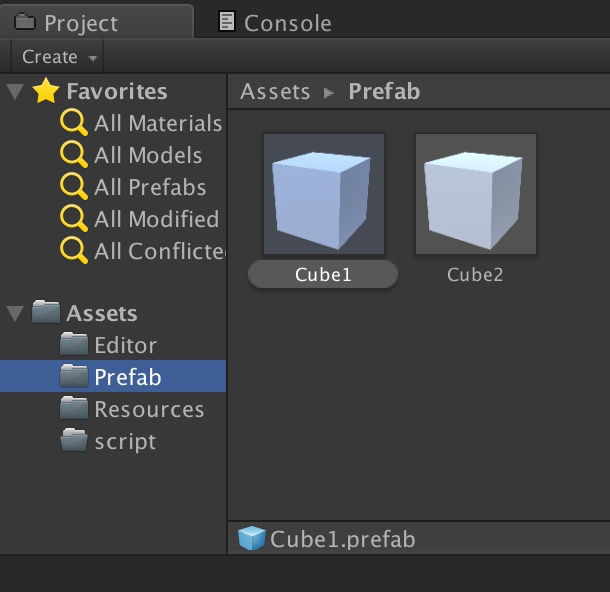 Project
Console
Create
Favorites
All Materials
All Models
All Prefabs
All Modified
All Conflicte
Assets
Editor
Prefab
Resources
script
Assets ▸ Prefab
Cube1
Cube2
Cube1.prefab